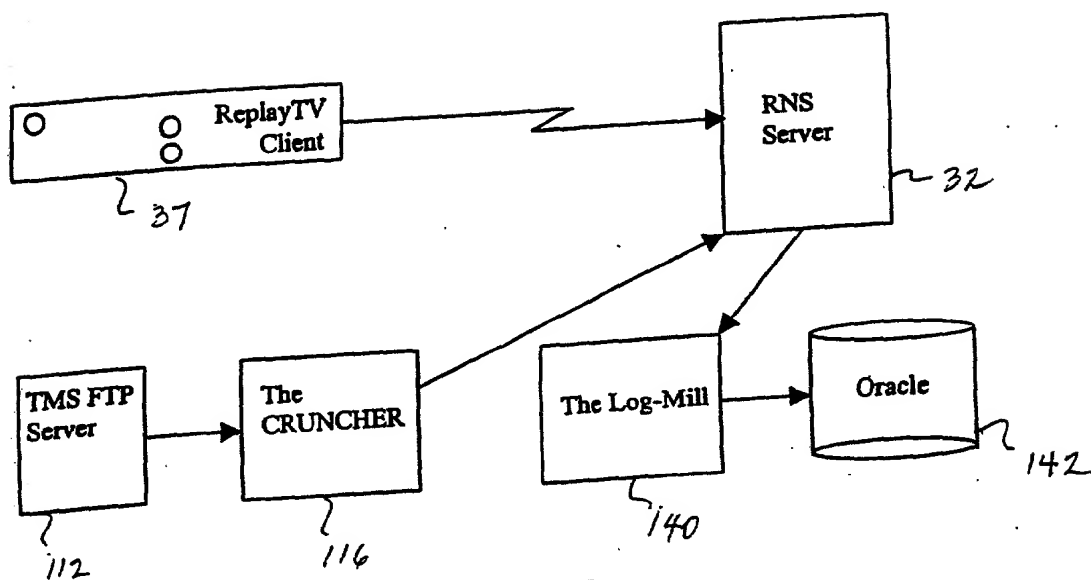 ReplayTV
Client
37
RNS
Server
32
TMS FTP
Server
112
The
CRUNCHER
116
The Log-Mill
140
Oracle
142